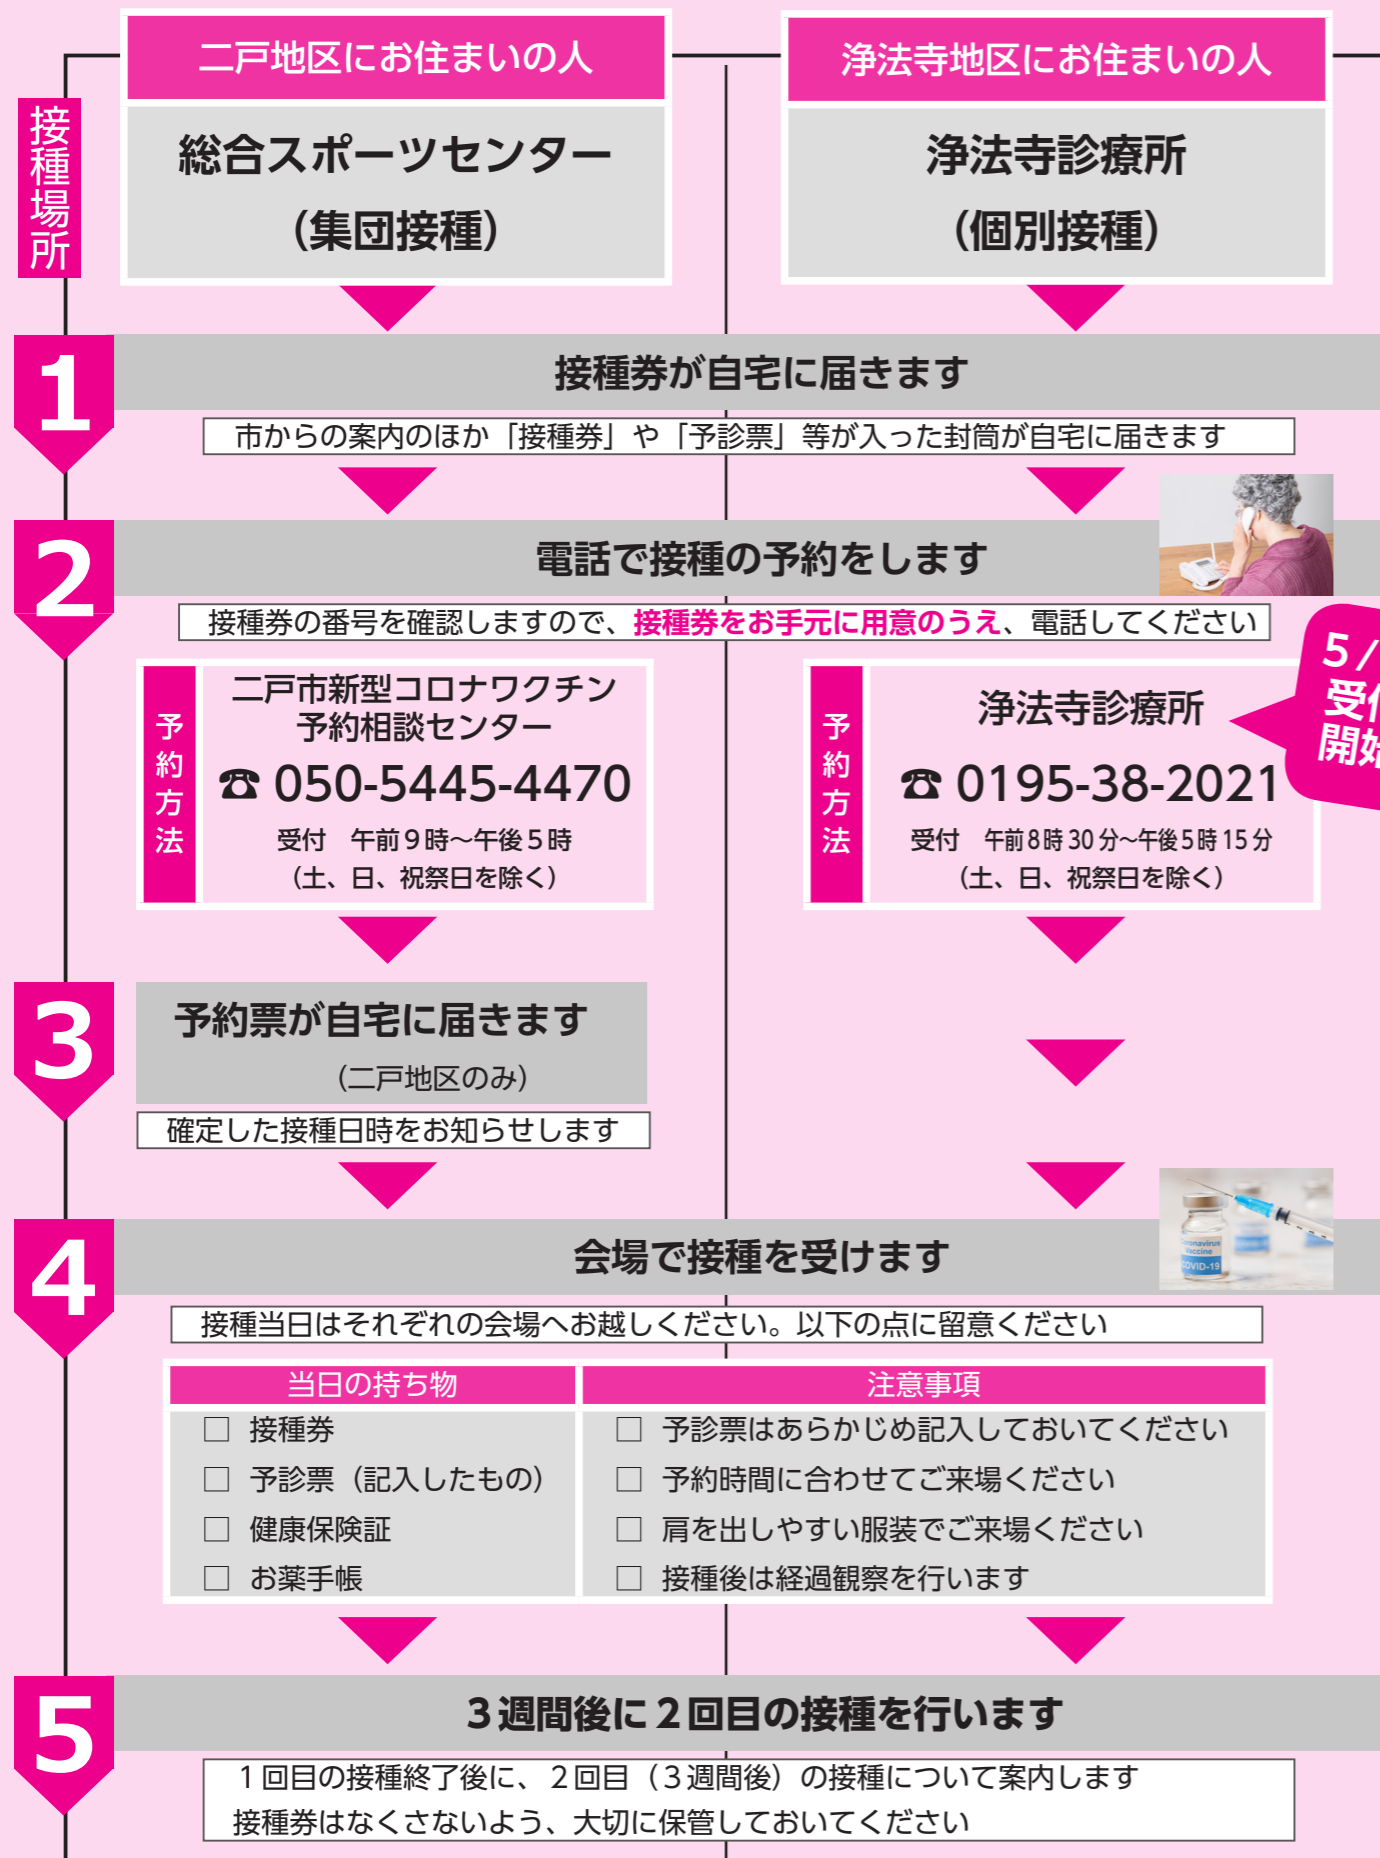 二戸地区にお住まいの人
浄法寺地区にお住まいの人
接種場所
総合スポーツセンター
（集団接種）
浄法寺診療所
（個別接種）
1
接種券が自宅に届きます
市からの案内のほか「接種券」や「予診票」等が入った封筒が自宅に届きます
2
電話で接種の予約をします
接種券の番号を確認しますので、接種券をお手元に用意のうえ、電話してください
予約方法
二戸市新型コロナワクチン
予約相談センター
☎ 050-5445-4470
受付　午前９時～午後５時
（土、日、祝祭日を除く）
予約方法
浄法寺診療所
☎ 0195-38-2021
受付　午前８時 30 分～午後５時 15 分
（土、日、祝祭日を除く）
５/
受付
開始
3
予約票が自宅に届きます
（二戸地区のみ）
確定した接種日時をお知らせします
4
会場で接種を受けます
Coronavirus
Vaccine
COVID-19
接種当日はそれぞれの会場へお越しください。以下の点に留意ください
当日の持ち物
□ 接種券
□ 予診票（記入したもの）
□ 健康保険証
□ お薬手帳
注意事項
□ 予診票はあらかじめ記入しておいてください
□ 予約時間に合わせてご来場ください
□ 肩を出しやすい服装でご来場ください
□ 接種後は経過観察を行います
5
３週間後に２回目の接種を行います
１回目の接種終了後に、２回目（３週間後）の接種について案内します
接種券はなくさないよう、大切に保管しておいてください